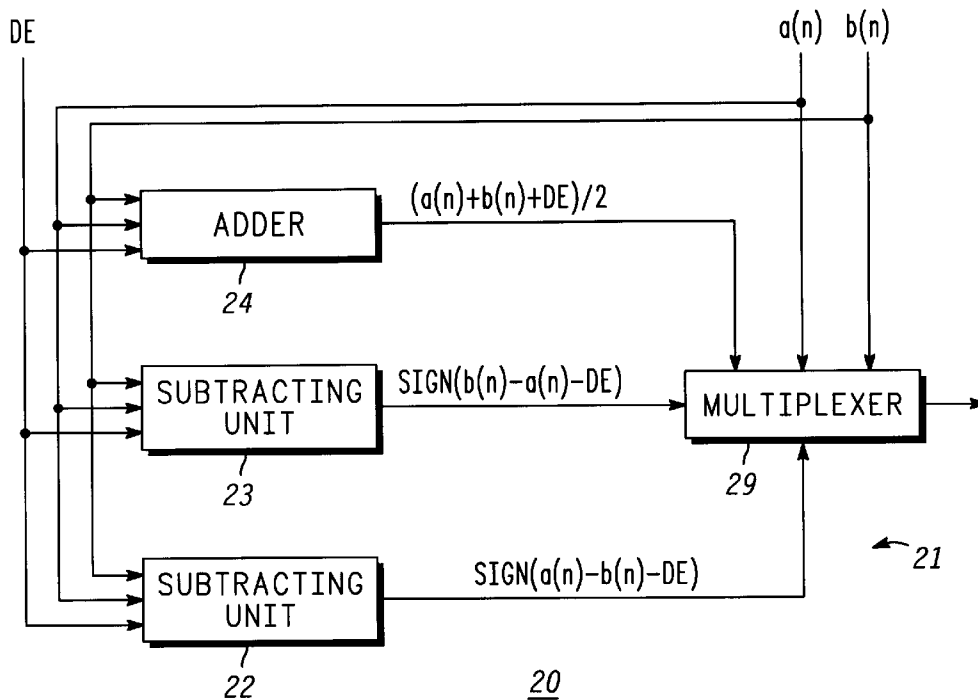 DE
a(n) b(n)
ADDER
(a(n)+b(n)+DE)/2
24
SUBTRACTING
UNIT
SIGN(b(n)-a(n)-DE)
MULTIPLEXER
23
29
SUBTRACTING
UNIT
SIGN(a(n)-b(n)-DE)
21
22
20